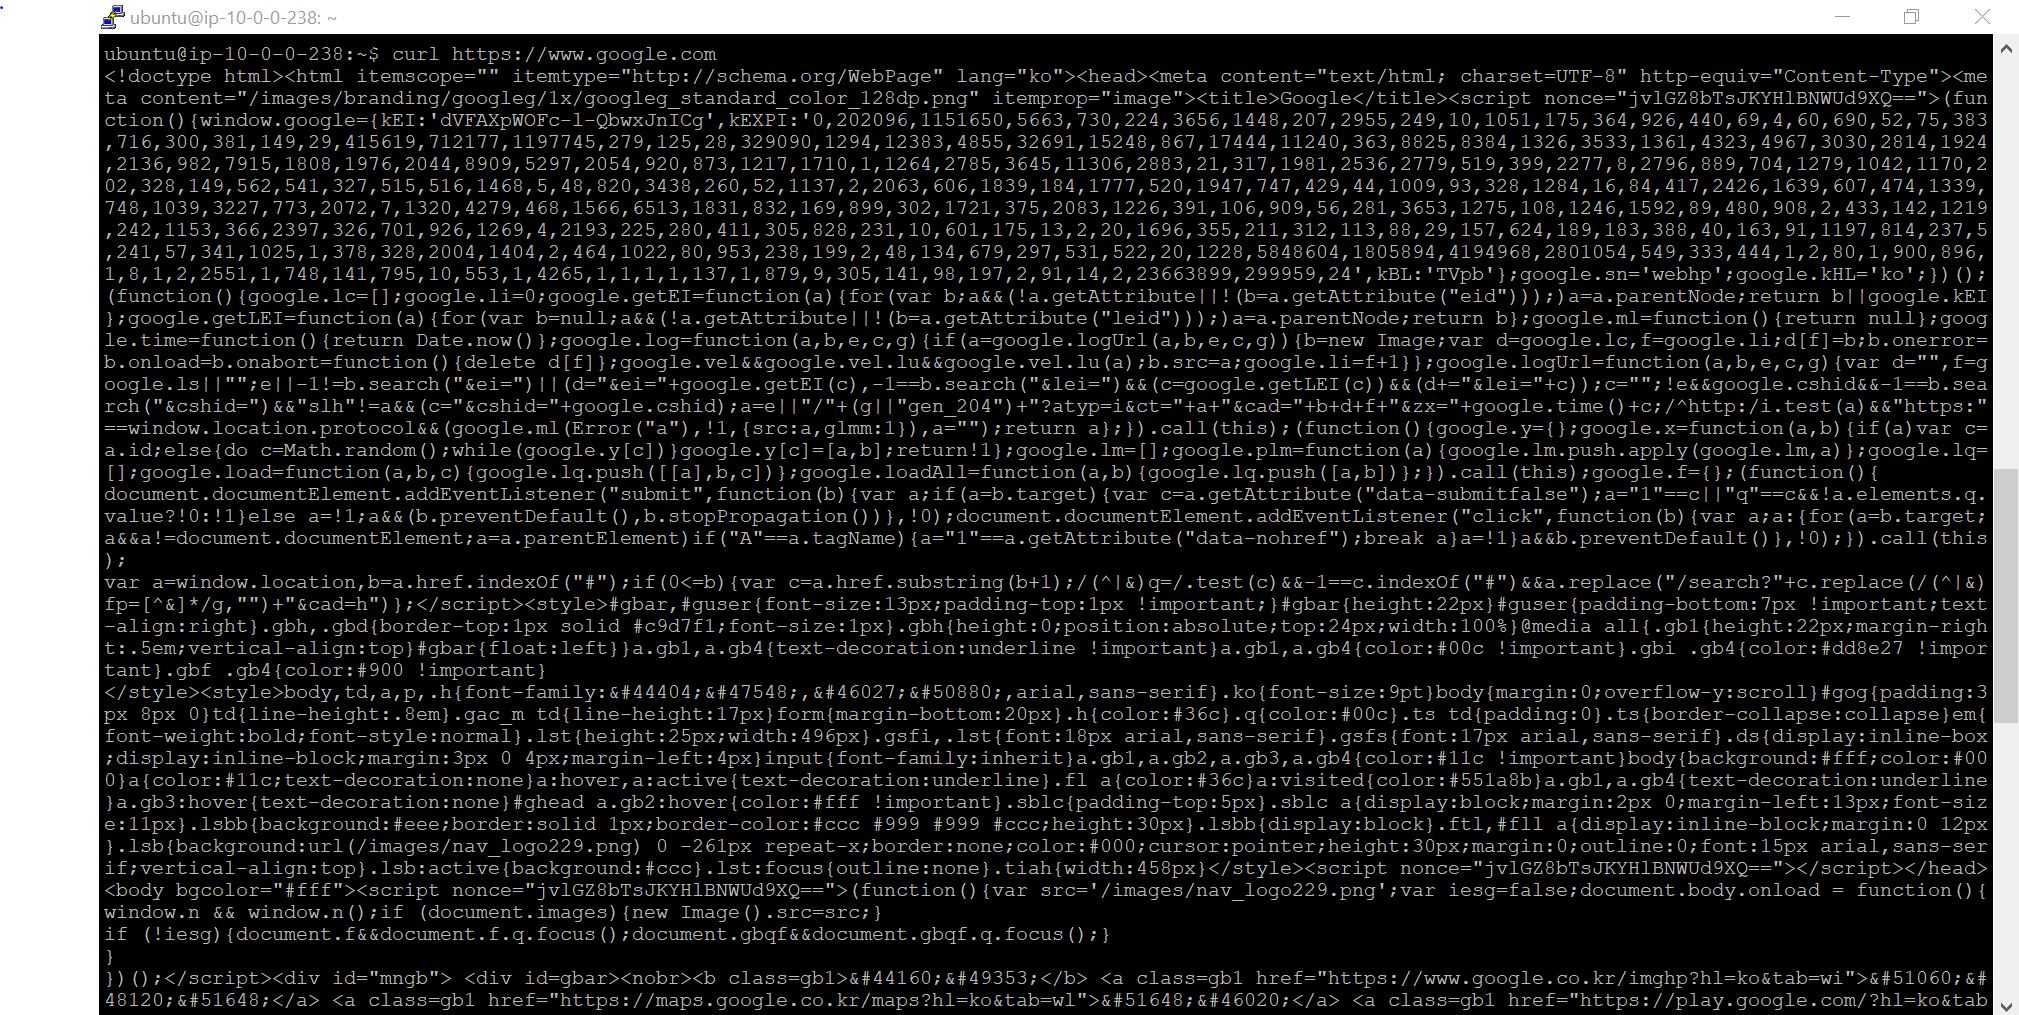 ubuntu@ip-10-0-0-238: ~
ubuntu@ip-10-0-0-238:~$ curl https://www.google.com
<!doctype html><html itemscope="" itemtype="http://schema.org/WebPage" lang="ko"><head><meta content="text/html; charset=UTF-8" http-equiv="Content-Type"><me
ta content="/images/branding/googleg/1x/googleg_standard_color_128dp.png" itemprop="image"><title>Google</title><script nonce="jvlGZ8bTsJKYHlBNWUd9XQ==">(fun
ction(){window.google={kEI:'dVFAXpWOFc-l-QbwxJnICg',kEXPI:'0,202096,1151650,5663,730,224,3656,1448,207,2955,249,10,1051,175,364,926,440,69,4,60,690,52,75,383
,716,300,381,149,29,415619,712177,1197745,279,125,28,329090,1294,12383,4855,32691,15248,867,17444,11240,363,8825,8384,1326,3533,1361,4323,4967,3030,2814,1924
,2136,982,7915,1808,1976,2044,8909,5297,2054,920,873,1217,1710,1,1264,2785,3645,11306,2883,21,317,1981,2536,2779,519,399,2277,8,2796,889,704,1279,1042,1170,2
02,328,149,562,541,327,515,516,1468,5,48,820,3438,260,52,1137,2,2063,606,1839,184,1777,520,1947,747,429,44,1009,93,328,1284,16,84,417,2426,1639,607,474,1339,
748,1039,3227,773,2072,7,1320,4279,468,1566,6513,1831,832,169,899,302,1721,375,2083,1226,391,106,909,56,281,3653,1275,108,1246,1592,89,480,908,2,433,142,1219
,242,1153,366,2397,326,701,926,1269,4,2193,225,280,411,305,828,231,10,601,175,13,2,20,1696,355,211,312,113,88,29,157,624,189,183,388,40,163,91,1197,814,237,5
,241,57,341,1025,1,378,328,2004,1404,2,464,1022,80,953,238,199,2,48,134,679,297,531,522,20,1228,5848604,1805894,4194968,2801054,549,333,444,1,2,80,1,900,896,
1,8,1,2,2551,1,748,141,795,10,553,1,4265,1,1,1,1,137,1,879,9,305,141,98,197,2,91,14,2,23663899,299959,24',kBL:'TVpb'};google.sn='webhp';google.kHL='ko';})();
(function(){google.lc=[];google.li=0;google.getEI=function(a){for(var b;a&&(!a.getAttribute||!(b=a.getAttribute("eid")));)a=a.parentNode;return b||google.kEI
};google.getLEI=function(a){for(var b=null;a&&(!a.getAttribute||!(b=a.getAttribute("leid")));)a=a.parentNode;return b};google.ml=function(){return null};goog
le.time=function(){return Date.now()};google.log=function(a,b,e,c,g){if(a=google.logUrl(a,b,e,c,g)){b=new Image;var d=google.lc,f=google.li;d[f]=b;b.onerror=
b.onload=b.onabort=function(){delete d[f]};google.vel&&google.vel.lu&&google.vel.lu(a);b.src=a;google.li=f+1}};google.logUrl=function(a,b,e,c,g){var d="",f=g
oogle.ls||"";e||-1!=b.search("&ei=")||(d="&ei="+google.getEI(c),-1==b.search("&lei=")&&(c=google.getLEI(c))&&(d+="&lei="+c));c="";!e&&google.cshid&&-1==b.sea
rch("&cshid=")&&"slh"!=a&&(c="&cshid="+google.cshid);a=e||"/"+(g||"gen_204")+"?atyp=i&ct="+a+"&cad="+b+d+f+"&zx="+google.time()+c;/^http:/i.test(a)&&"https:"
==window.location.protocol&&(google.ml(Error("a"),!1,{src:a,glmm:1}),a="");return a};}).call(this);(function(){google.y={};google.x=function(a,b){if(a)var c=
a.id;else{do c=Math.random();while(google.y[c])}google.y[c]=[a,b];return!1};google.lm=[];google.plm=function(a){google.lm.push.apply(google.lm,a)};google.lq=
[];google.load=function(a,b,c){google.lq.push([[a],b,c])};google.loadAll=function(a,b){google.lq.push([a,b])};}).call(this);google.f={};(function(){
document.documentElement.addEventListener("submit",function(b){var a;if(a=b.target){var c=a.getAttribute("data-submitfalse");a="1"==c||"q"==c&&!a.elements.q.
value?!0:!1}else a=!1;a&&(b.preventDefault(),b.stopPropagation())},!0);document.documentElement.addEventListener("click",function(b){var a;a:{for(a=b.target;
a&&a!=document.documentElement;a=a.parentElement)if("A"==a.tagName){a="1"==a.getAttribute("data-nohref");break a}a=!1}a&&b.preventDefault()},!0);}).call(this
);
var a=window.location,b=a.href.indexOf("#");if(0<=b){var c=a.href.substring(b+1);/(^|&)q=/.test(c)&&-1==c.indexOf("#")&&a.replace("/search?"+c.replace(/(^|&)
fp=[^&]*/g,"")+"&cad=h")};</script><style>#gbar,#guser{font-size:13px;padding-top:1px !important;}#gbar{height:22px}#guser{padding-bottom:7px !important;text
-align:right}.gbh,.gbd{border-top:1px solid #c9d7f1;font-size:1px}.gbh{height:0;position:absolute;top:24px;width:100%}@media all{.gb1{height:22px;margin-righ
t:.5em;vertical-align:top}#gbar{float:left}}a.gb1,a.gb4{text-decoration:underline !important}a.gb1,a.gb4{color:#00c !important}.gbi .gb4{color:#dd8e27 !impor
tant}.gbf .gb4{color:#900 !important}
</style><style>body,td,a,p,.h{font-family:&#44404;&#47548;,&#46027;&#50880;,arial,sans-serif}.ko{font-size:9pt}body{margin:0;overflow-y:scroll}#gog{padding:3
px 8px 0}td{line-height:.8em}.gac_m td{line-height:17px}form{margin-bottom:20px}.h{color:#36c}.q{color:#00c}.ts td{padding:0}.ts{border-collapse:collapse}em{
font-weight:bold;font-style:normal}.lst{height:25px;width:496px}.gsfi,.lst{font:18px arial,sans-serif}.gsfs{font:17px arial,sans-serif}.ds{display:inline-box
;display:inline-block;margin:3px 0 4px;margin-left:4px}input{font-family:inherit}a.gb1,a.gb2,a.gb3,a.gb4{color:#11c !important}body{background:#fff;color:#00
0}a{color:#11c;text-decoration:none}a:hover,a:active{text-decoration:underline}.fl a{color:#36c}a:visited{color:#551a8b}a.gb1,a.gb4{text-decoration:underline
}a.gb3:hover{text-decoration:none}#ghead a.gb2:hover{color:#fff !important}.sblc{padding-top:5px}.sblc a{display:block;margin:2px 0;margin-left:13px;font-siz
e:11px}.lsbb{background:#eee;border:solid 1px;border-color:#ccc #999 #999 #ccc;height:30px}.lsbb{display:block}.ftl,#fll a{display:inline-block;margin:0 12px
}.lsb{background:url(/images/nav_logo229.png) 0 -261px repeat-x;border:none;color:#000;cursor:pointer;height:30px;margin:0;outline:0;font:15px arial,sans-ser
if;vertical-align:top}.lsb:active{background:#ccc}.lst:focus{outline:none}.tiah{width:458px}</style><script nonce="jvlGZ8bTsJKYHlBNWUd9XQ=="></script></head>
<body bgcolor="#fff"><script nonce="jvlGZ8bTsJKYHlBNWUd9XQ==">(function(){var src='/images/nav_logo229.png';var iesg=false;document.body.onload = function(){
window.n && window.n();if (document.images){new Image().src=src;}
if (!iesg){document.f&&document.f.q.focus();document.gbqf&&document.gbqf.q.focus();}
}
})();</script><div id="mngb"> <div id=gbar><nobr><b class=gb1>&#44160;&#49353;</b> <a class=gb1 href="https://www.google.co.kr/imghp?hl=ko&tab=wi">&#51060;&#
48120;&#51648;</a> <a class=gb1 href="https://maps.google.co.kr/maps?hl=ko&tab=wl">&#51648;&#46020;</a> <a class=gb1 href="https://play.google.com/?hl=ko&tab